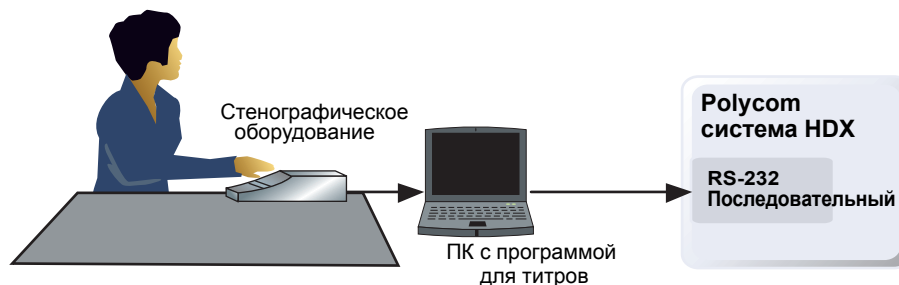 Стенографическое
оборудование
ПК с программой
для титров
Polycom
система HDX
RS-232
Последовательный